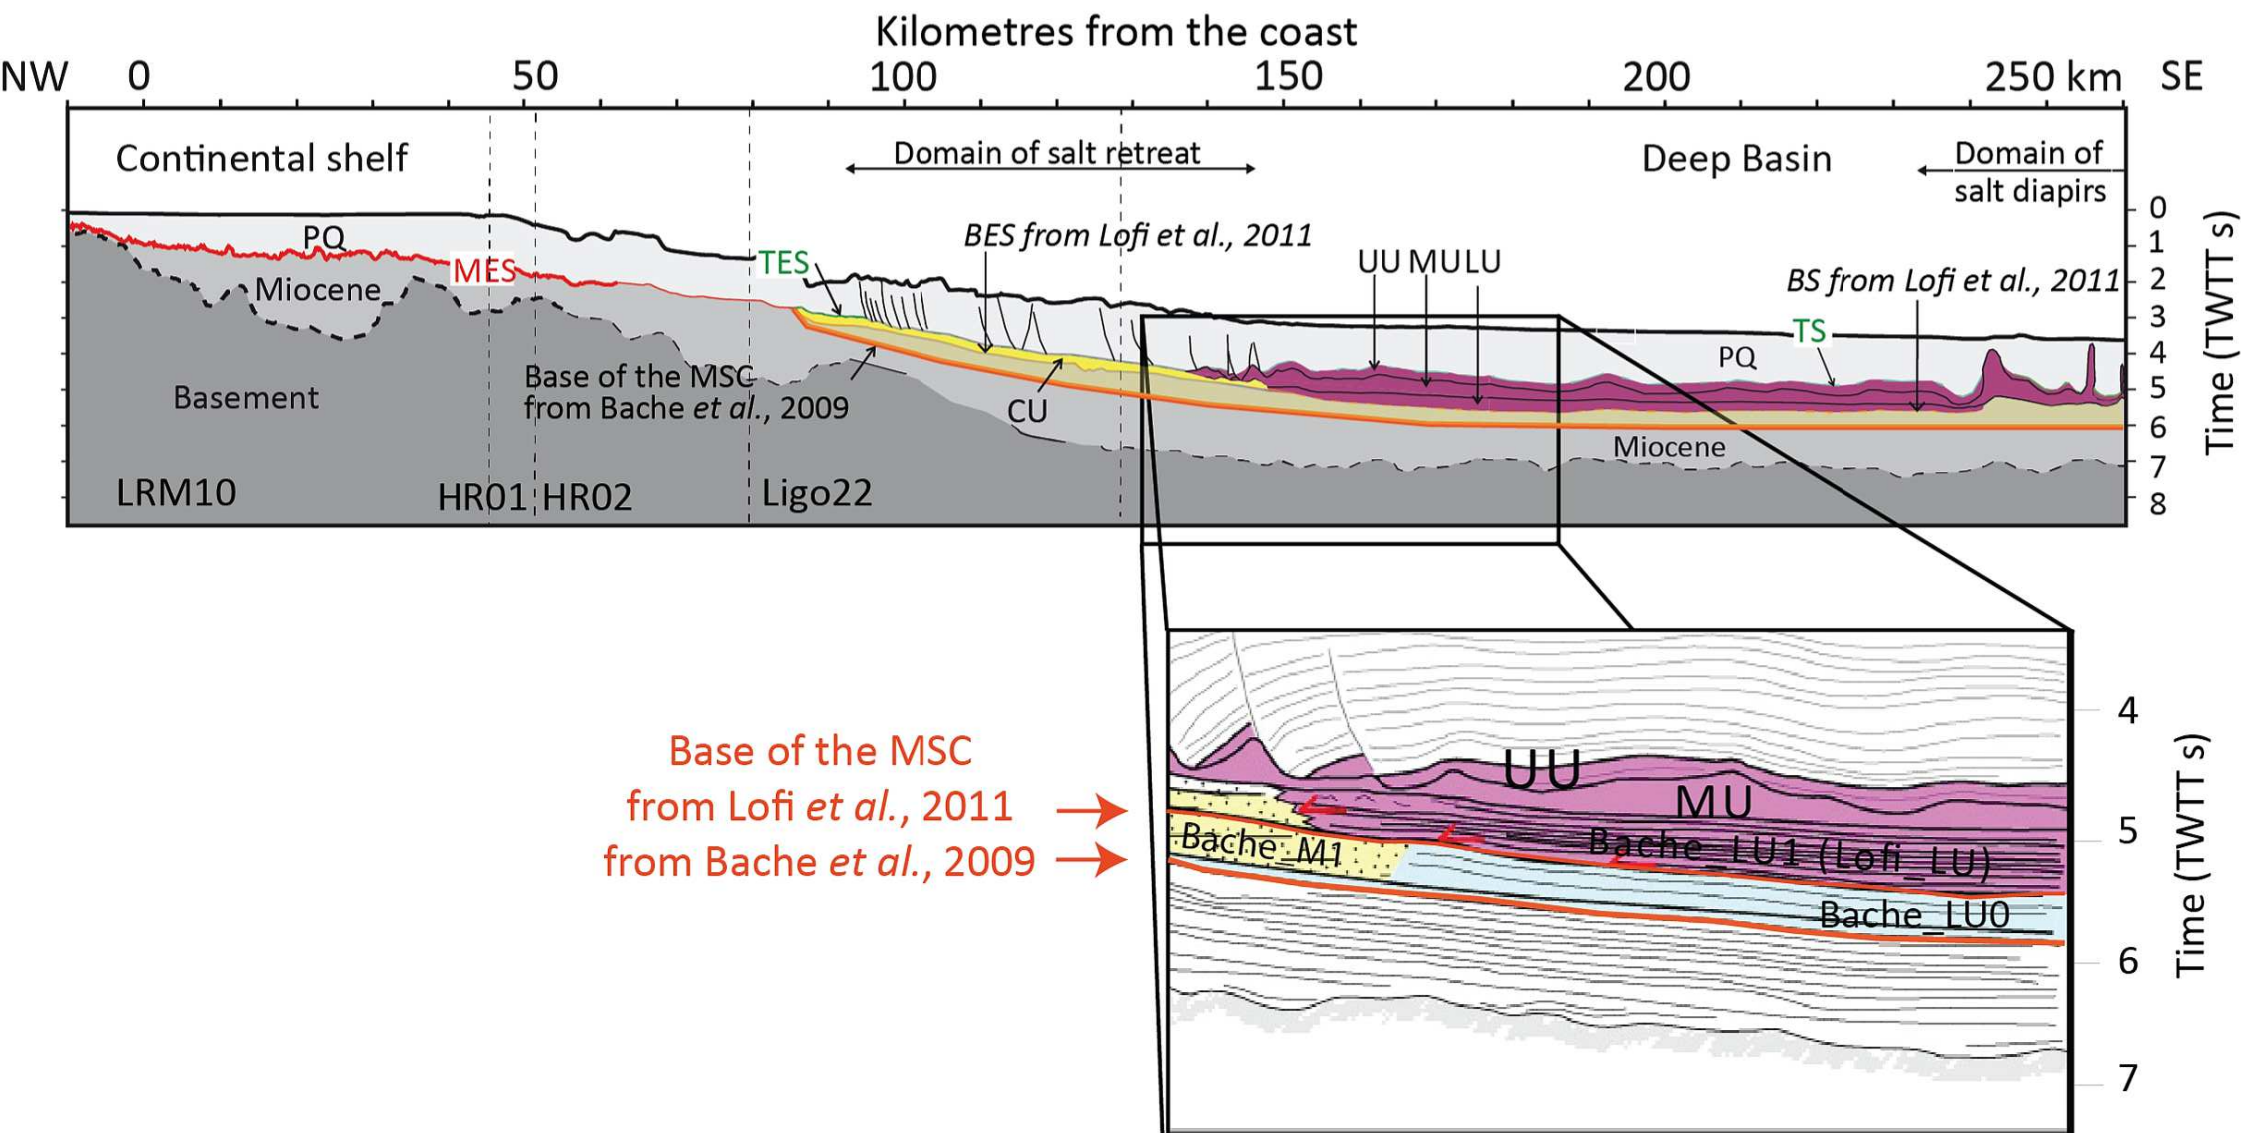 Kilometres from the coast
NW 0 50 100 150 200 250 km SE
Continental shelf
Domain of salt retreat
Deep Basin
Domain of
salt diapirs
0
1
2
3
4
5
6
7
8
Time (TWTT s)
PQ
MES
Miocene
TES
BES from Lofi et al., 2011
UU MU LU
BS from Lofi et al., 2011
TS
PQ
Basement
Base of the MSC
from Bache et al., 2009
CU
Miocene
LRM10
HR01
HR02
Ligo22
Base of the MSC
from Lofi et al., 2011
from Bache et al., 2009
UU
MU
Bache_M1
Bache_LU1 (Lofi_LU)
Bache_LU0
4
5
6
7
Time (TWTT s)